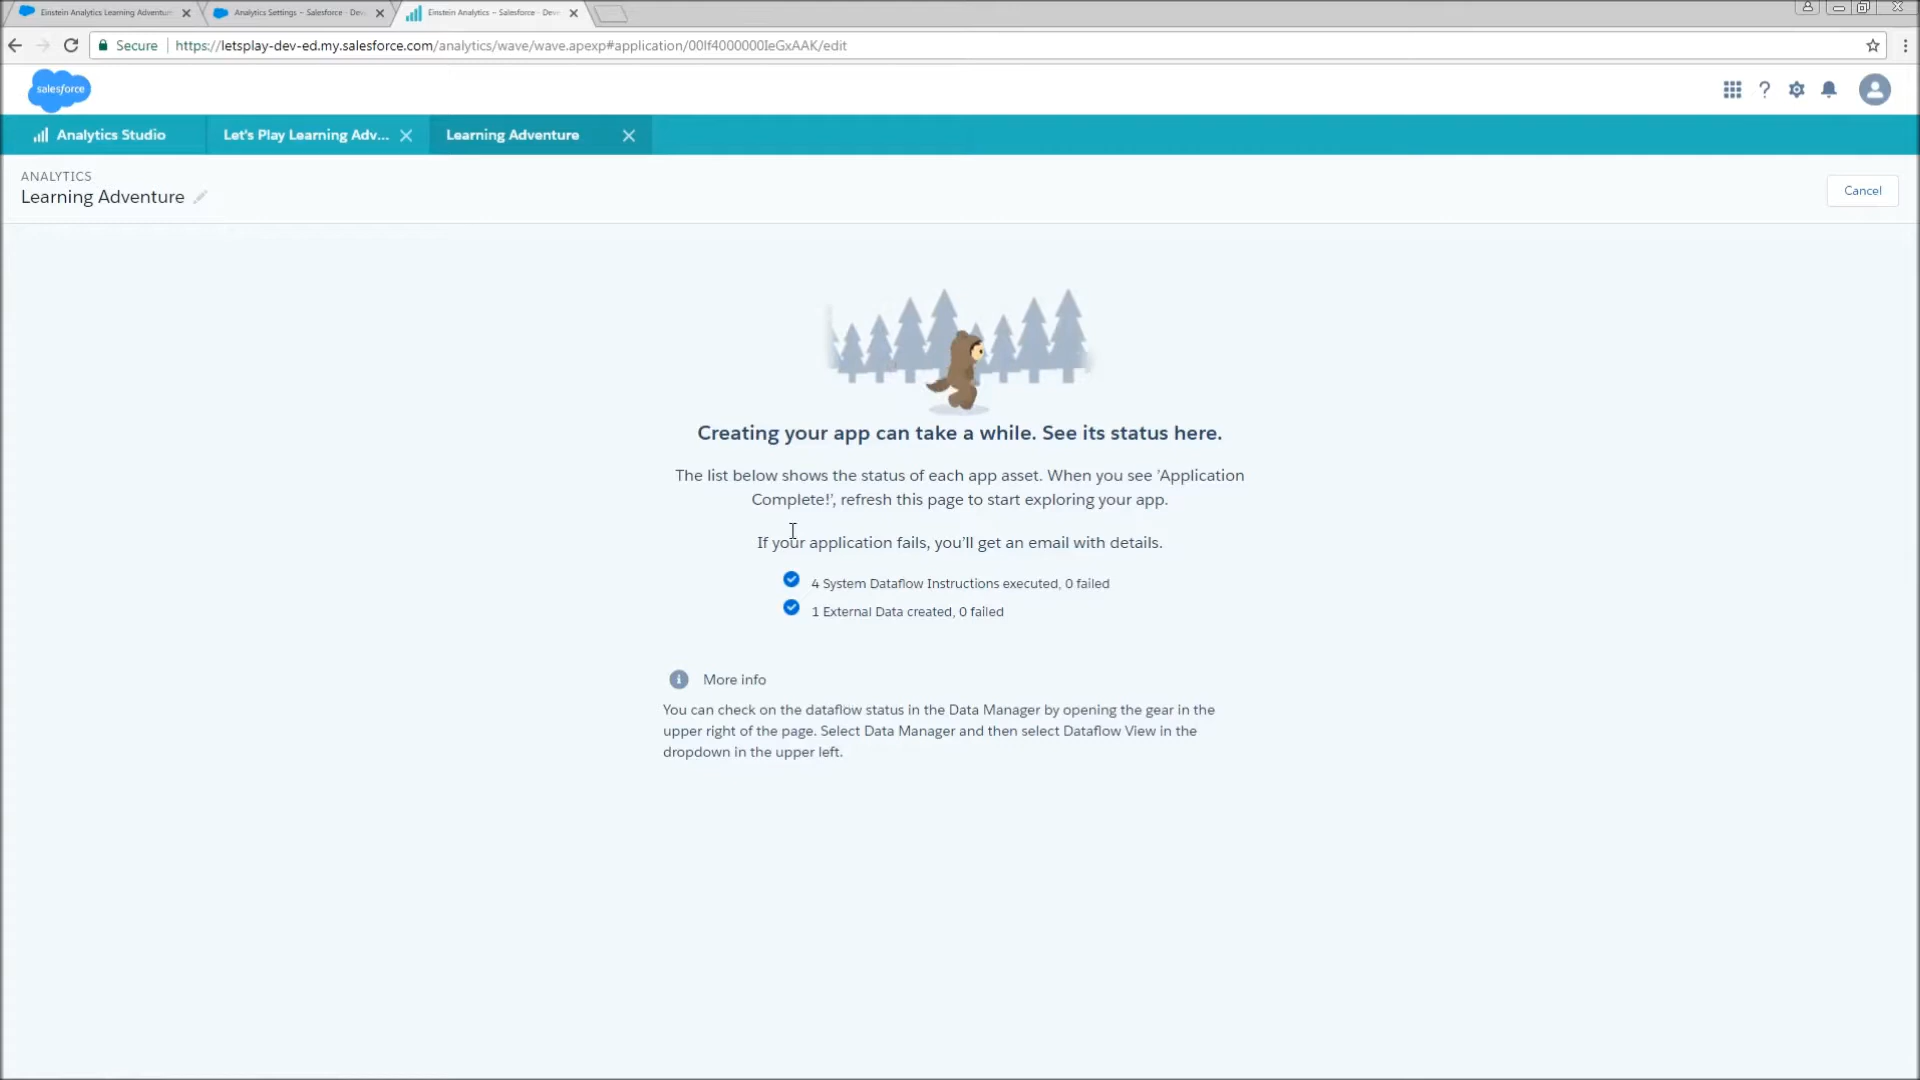 Einstein Analytics Learning Adventur
Analytics Settings ~ Salesforce - Dev
Einstein Analytics ~ Salesforce - Dev
Secure
https://letsplay-dev-ed.my.salesforce.com/analytics/wave/wave.apexp#application/00lf4000000IeGxAAK/edit
salesforce
Analytics Studio
Let's Play Learning Adv...
Learning Adventure
ANALYTICS
Learning Adventure
Cancel
Creating your app can take a while. See its status here.
The list below shows the status of each app asset. When you see 'Application
Complete!', refresh this page to start exploring your app.
If your application fails, you'll get an email with details.
4 System Dataflow Instructions executed, 0 failed
1 External Data created, 0 failed
More info
You can check on the dataflow status in the Data Manager by opening the gear in the
upper right of the page. Select Data Manager and then select Dataflow View in the
dropdown in the upper left.